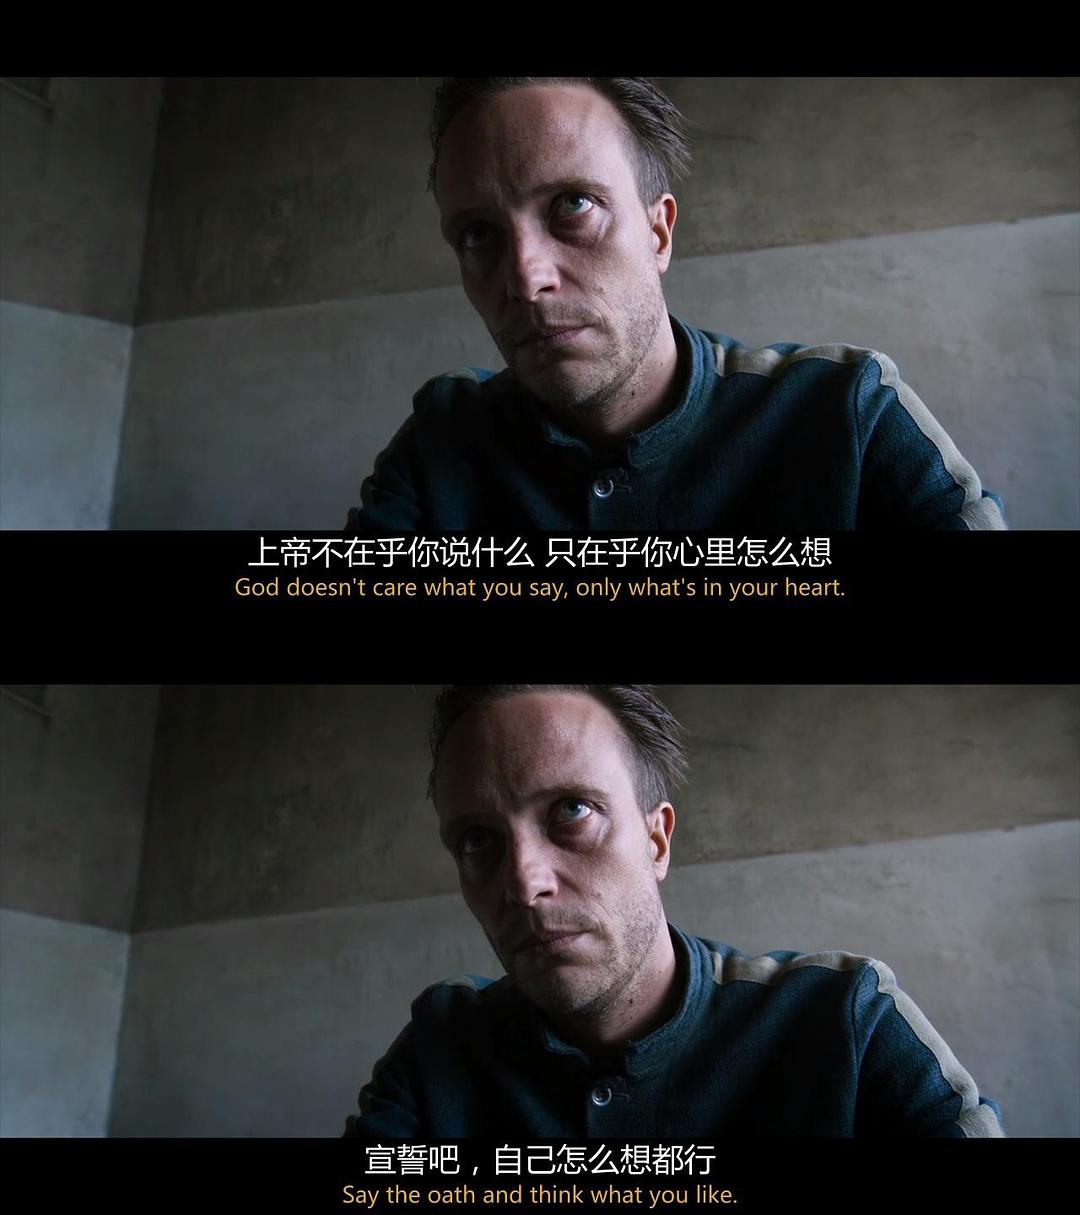 上帝不在乎你说什么 只在乎你心里怎么想
God doesn't care what you say, only what's in your heart.
宣誓吧，自己怎么想都行
Say the oath and think what you like.